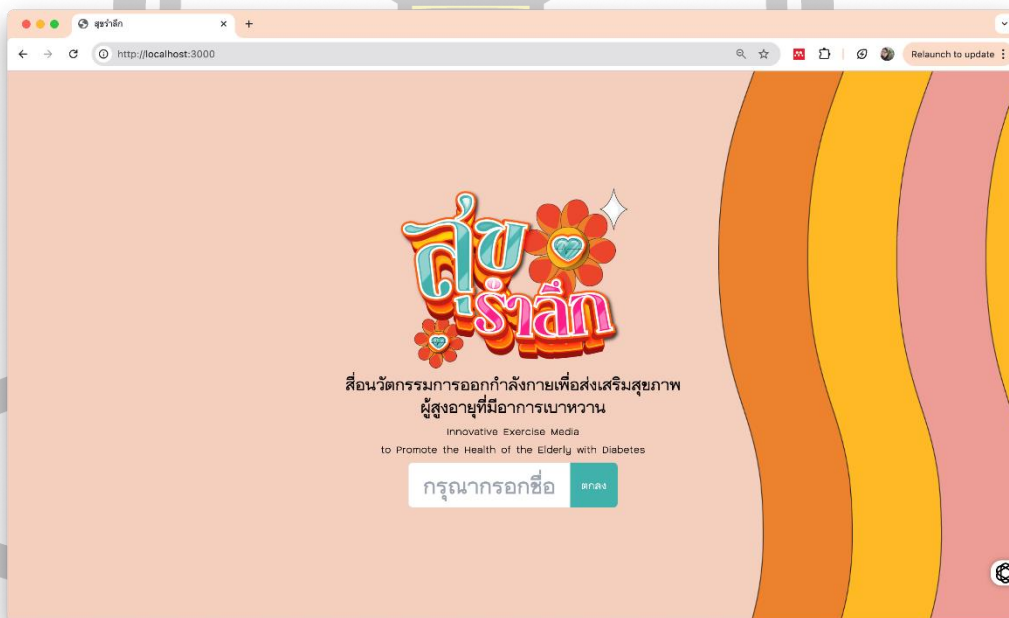 สุขรำลึก
http://localhost:3000
Relaunch to update
สุข
รำลึก
สื่อนวัตกรรมการออกกำลังกายเพื่อส่งเสริมสุขภาพ
ผู้สูงอายุที่มีอาการเบาหวาน
Innovative Exercise Media
to Promote the Health of the Elderly with Diabetes
กรุณากรอกชื่อ ตกลง